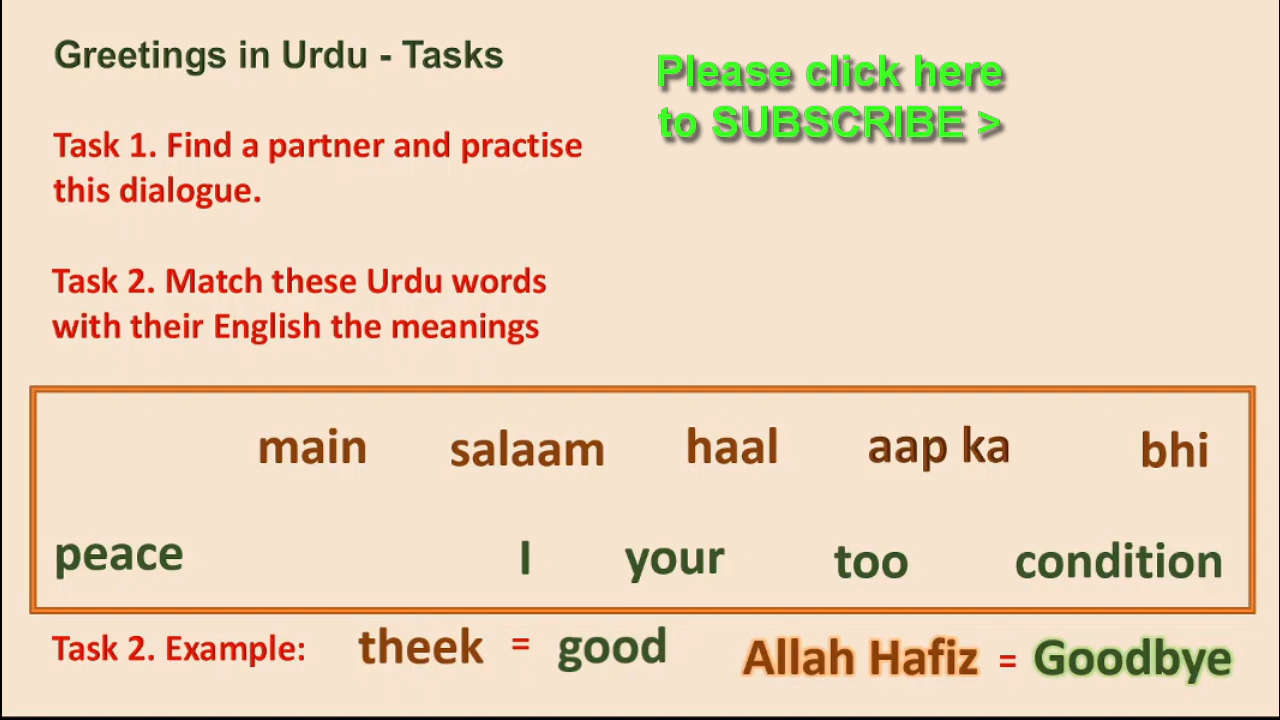 Greetings in Urdu - Tasks
Please click here
to SUBSCRIBE >
Task 1. Find a partner and practise
this dialogue.
Task 2. Match these Urdu words
with their English the meanings
main salaam haal aap ka bhi
peace I your too condition
Task 2. Example: theek = good Allah Hafiz = Goodbye